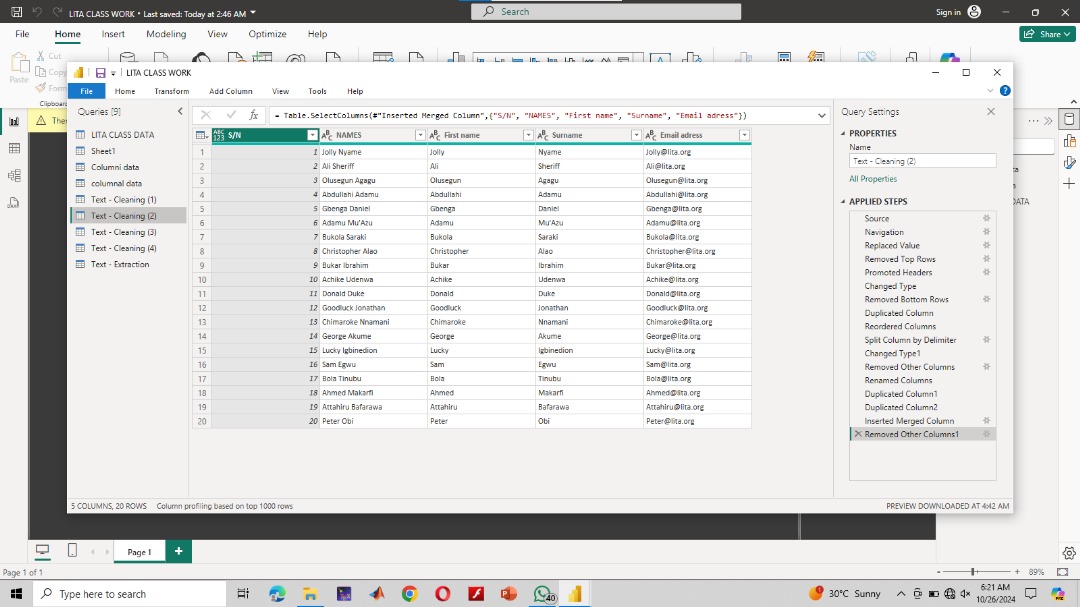 LITA CLASS WORK • Last saved: Today at 2:46 AM
Search
Sign in
File Home Insert Modeling View Optimize Help
Share
Cut
Paste
Copy
Form
Clipboard
LITA CLASS WORK
File Home Transform Add Column View Tools Help
Queries [9]
= Table.SelectColumns(#"Inserted Merged Column",{"S/N", "NAMES", "First name", "Surname", "Email adress"})
Query Settings
PROPERTIES
Name
Text - Cleaning (2)
All Properties
APPLIED STEPS
Source
Navigation
Replaced Value
Removed Top Rows
Promoted Headers
Changed Type
Removed Bottom Rows
Duplicated Column
Reordered Columns
Split Column by Delimiter
Changed Type1
Removed Other Columns
Renamed Columns
Duplicated Column1
Duplicated Column2
Inserted Merged Column
Removed Other Columns1
LITA CLASS DATA
Sheet1
Columni data
columnal data
Text - Cleaning (1)
Text - Cleaning (2)
Text - Cleaning (3)
Text - Cleaning (4)
Text - Extraction
S/N NAMES First name Surname Email adress
1 1 Jolly Nyame Jolly Nyame Jolly@lita.org
2 2 Ali Sheriff Ali Sheriff Ali@lita.org
3 3 Olusegun Agagu Olusegun Agagu Olusegun@lita.org
4 4 Abdullahi Adamu Abdullahi Adamu Abdullahi@lita.org
5 5 Gbenga Daniel Gbenga Daniel Gbenga@lita.org
6 6 Adamu Mu'Azu Adamu Mu'Azu Adamu@lita.org
7 7 Bukola Saraki Bukola Saraki Bukola@lita.org
8 8 Christopher Alao Christopher Alao Christopher@lita.org
9 9 Bukar Ibrahim Bukar Ibrahim Bukar@lita.org
10 10 Achike Udenwa Achike Udenwa Achike@lita.org
11 11 Donald Duke Donald Duke Donald@lita.org
12 12 Goodluck Jonathan Goodluck Jonathan Goodluck@lita.org
13 13 Chimaroke Nnamani Chimaroke Nnamani Chimaroke@lita.org
14 14 George Akume George Akume George@lita.org
15 15 Lucky Igbinedion Lucky Igbinedion Lucky@lita.org
16 16 Sam Egwu Sam Egwu Sam@lita.org
17 17 Bola Tinubu Bola Tinubu Bola@lita.org
18 18 Ahmed Makarfi Ahmed Makarfi Ahmed@lita.org
19 19 Attahiru Bafarawa Attahiru Bafarawa Attahiru@lita.org
20 20 Peter Obi Peter Obi Peter@lita.org
5 COLUMNS, 20 ROWS Column profiling based on top 1000 rows
PREVIEW DOWNLOADED AT 4:42 AM
Page 1
Page 1 of 1
89%
Type here to search
40
30°C Sunny
6:21 AM
10/26/2024